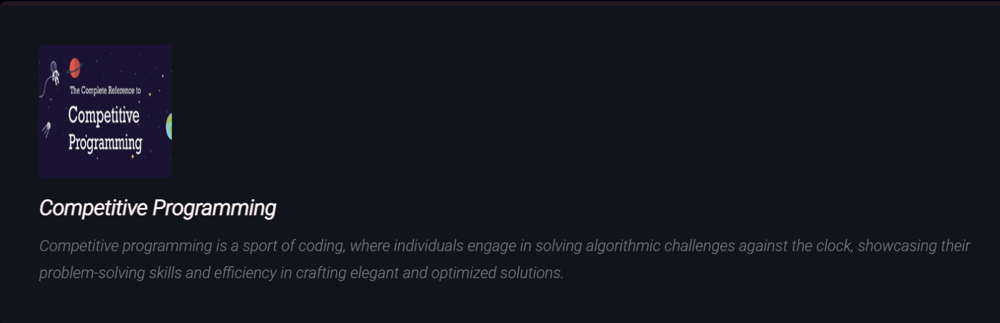 The Complete Reference to
Competitive
Programming
Competitive Programming
Competitive programming is a sport of coding, where individuals engage in solving algorithmic challenges against the clock, showcasing their
problem-solving skills and efficiency in crafting elegant and optimized solutions.